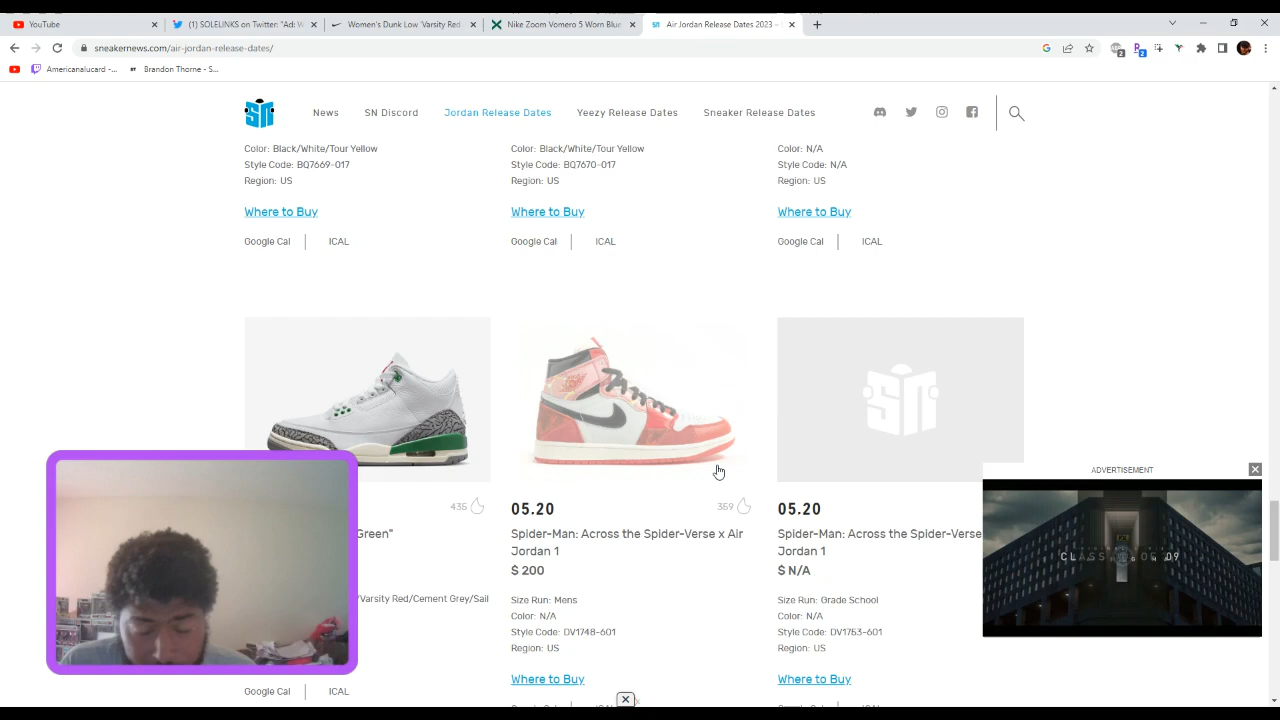 YouTube
(1) SOLELINKS on Twitter: "Ad: W
Women's Dunk Low 'Varsity Red
Nike Zoom Vomero 5 Worn Blue
Air Jordan Release Dates 2023 –
sneakernews.com/air-jordan-release-dates/
Americanalucard -...
Brandon Thorne - S...
SN
News
SN Discord
Jordan Release Dates
Yeezy Release Dates
Sneaker Release Dates
Color: Black/White/Tour Yellow
Style Code: BQ7669-017
Region: US
Where to Buy
Google Cal
ICAL
Color: Black/White/Tour Yellow
Style Code: BQ7670-017
Region: US
Where to Buy
Google Cal
ICAL
Color: N/A
Style Code: N/A
Region: US
Where to Buy
Google Cal
ICAL
435
Green"
/Varsity Red/Cement Grey/Sail
Google Cal
ICAL
05.20
359
Spider-Man: Across the Spider-Verse x Air
Jordan 1
$ 200
Size Run: Mens
Color: N/A
Style Code: DV1748-601
Region: US
Where to Buy
SN
05.20
Spider-Man: Across the Spider-Verse
Jordan 1
$ N/A
Size Run: Grade School
Color: N/A
Style Code: DV1753-601
Region: US
Where to Buy
ADVERTISEMENT